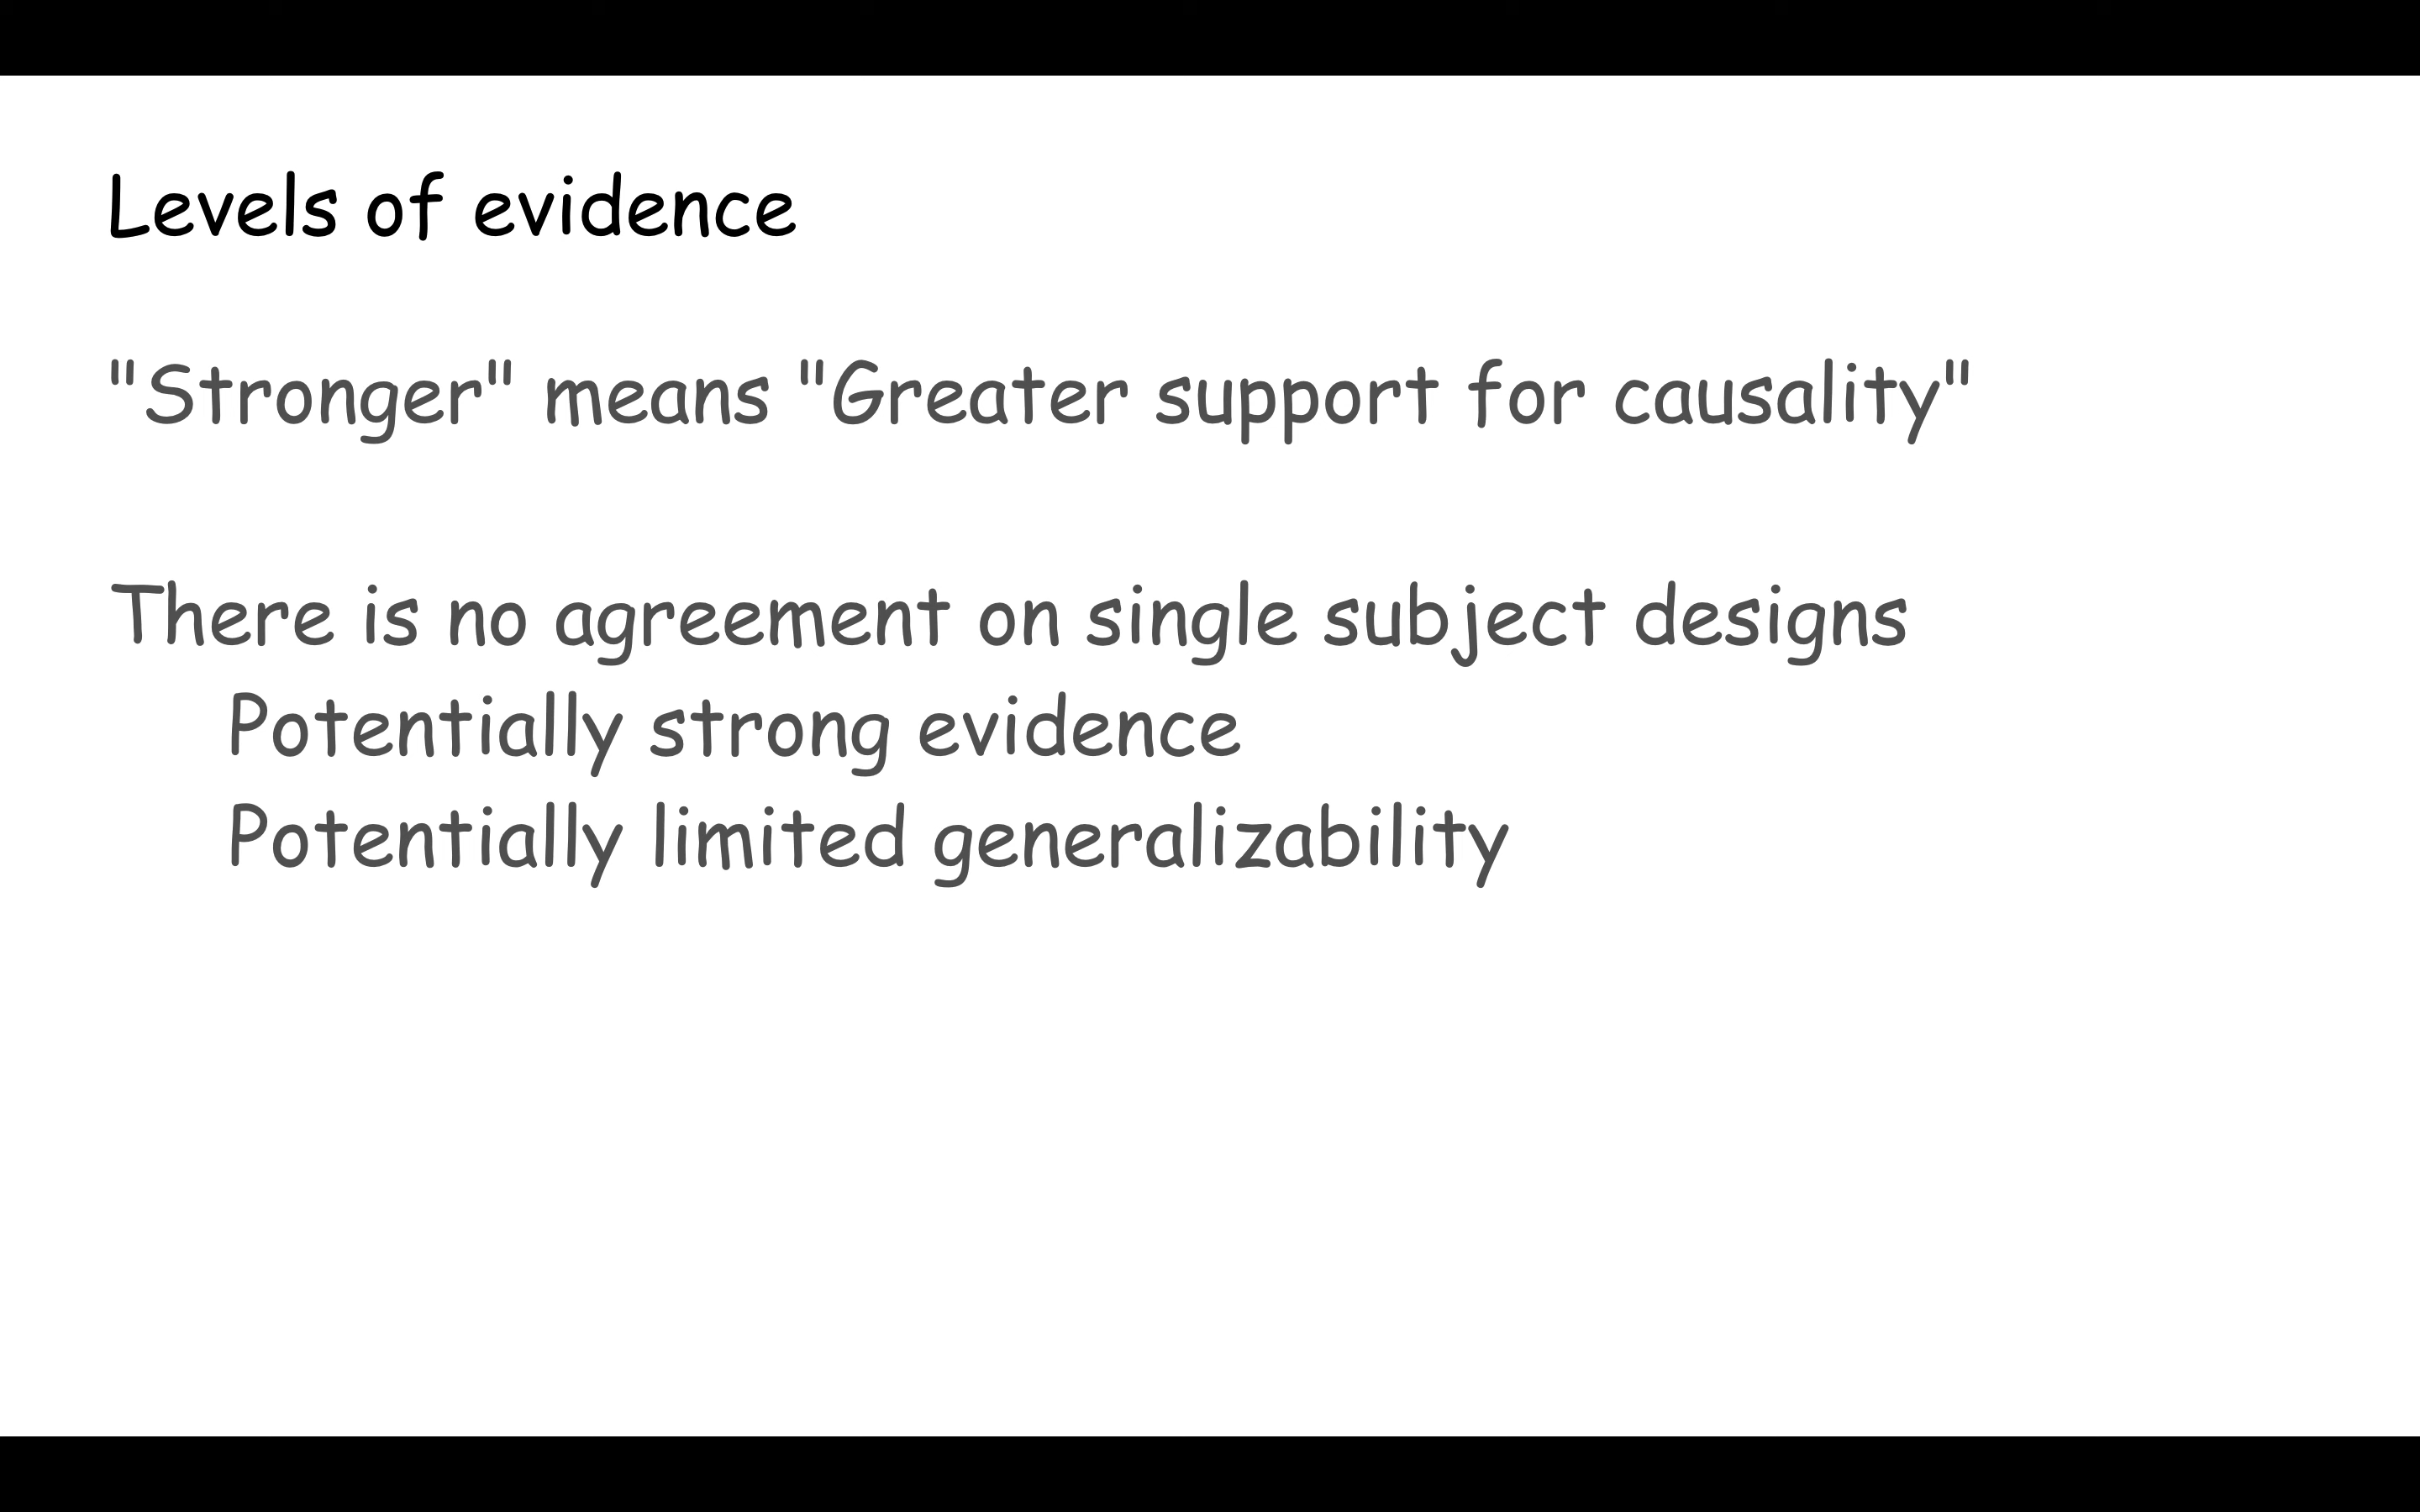 Levels of evidence
"Stronger" means "Greater support for causality"
There is no agreement on single subject designs
Potentially strong evidence
Potentially limited generalizability